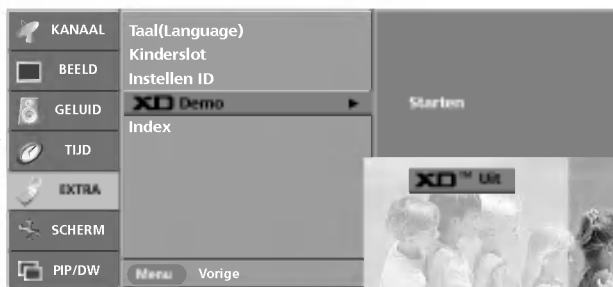 KANAAL
BEELD
GELUID
TIJD
EXTRA
SCHERM
PIP/DW
Taal(Language)
Kinderslot
Instellen ID
XD Demo
Index
Menu Vorige
Starten
XD™ Uit